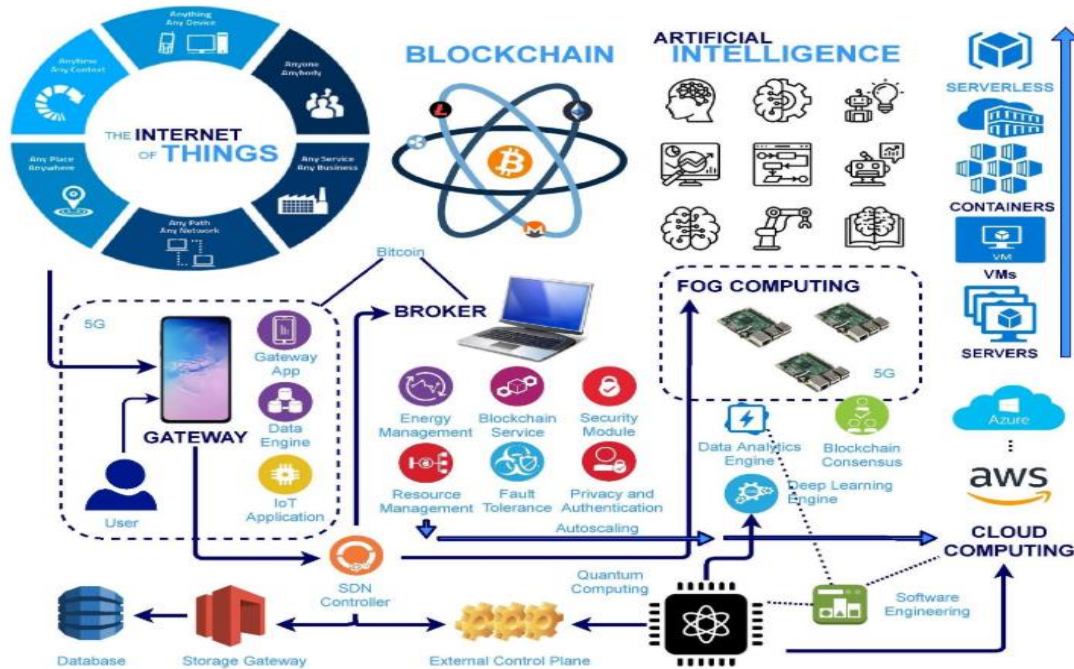 Anything
Any Device
Anytime
Any Context
Anyone
Anybody
THE INTERNET
OF THINGS
Any Place
Anywhere
Any Service
Any Business
Any Path
Any Network
BLOCKCHAIN
ARTIFICIAL
INTELLIGENCE
SERVERLESS
CONTAINERS
VM
VMs
SERVERS
Bitcoin
5G
GATEWAY
User
Gateway
App
Data
Engine
IoT
Application
BROKER
Energy
Management
Blockchain
Service
Security
Module
Resource
Management
Fault
Tolerance
Privacy and
Authentication
Autoscaling
FOG COMPUTING
5G
Data Analytics
Engine
Blockchain
Consensus
Deep Learning
Engine
Azure
aws
CLOUD
COMPUTING
SDN
Controller
Quantum
Computing
Software
Engineering
Database
Storage Gateway
External Control Plane